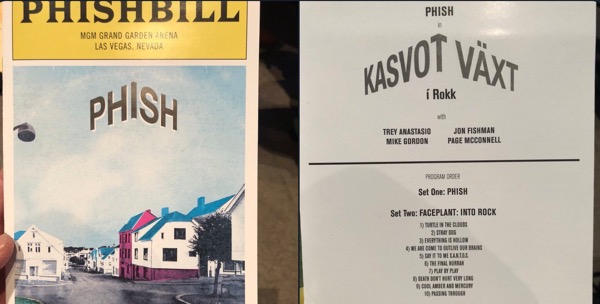 PHISHBILL
MGM GRAND GARDEN ARENA
LAS VEGAS, NEVADA
PHISH
PHISH
in
KASVOT VÄXT
í Rokk
with
TREY ANASTASIO JON FISHMAN
MIKE GORDON PAGE MCCONNELL
PROGRAM ORDER
Set One: PHISH
Set Two: FACEPLANT: INTO ROCK
1) TURTLE IN THE CLOUDS
2) STRAY DOG
3) EVERYTHING IS HOLLOW
4) WE ARE COME TO OUTLIVE OUR BRAINS
5) SAY IT TO ME S.A.N.T.O.S.
6) THE FINAL HURRAH
7) PLAY BY PLAY
8) DEATH DON'T HURT VERY LONG
9) COOL AMBER AND MERCURY
10) PASSING THROUGH